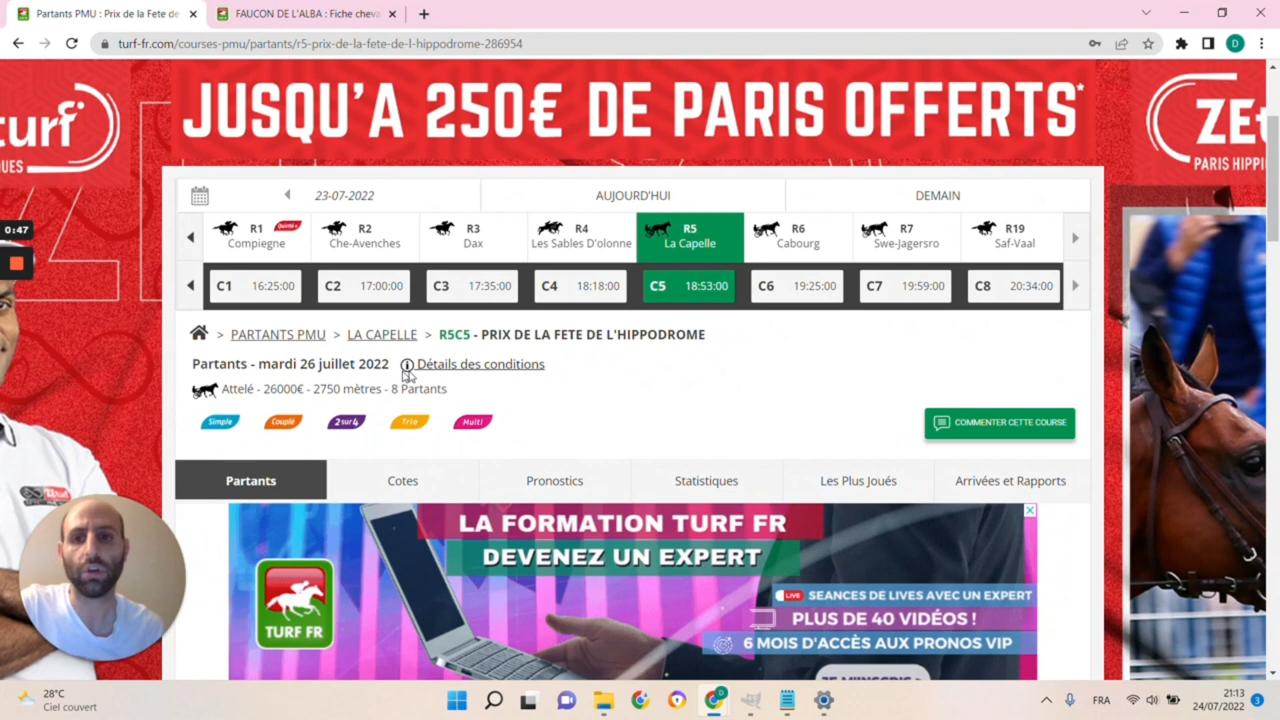 Partants PMU : Prix de la Fete de
FAUCON DE L'ALBA : Fiche cheva
turf-fr.com/courses-pmu/partants/r5-prix-de-la-fete-de-l-hippodrome-286954
D
JUSQU'A 250€ DE PARIS OFFERTS*
turf
QUES
ZE
PARIS HIPPI
23-07-2022
AUJOURD'HUI
DEMAIN
R1 Quinté+
Compiegne
R2
Che-Avenches
R3
Dax
R4
Les Sables D'olonne
R5
La Capelle
R6
Cabourg
R7
Swe-Jagersro
R19
Saf-Vaal
0:47
C1 16:25:00
C2 17:00:00
C3 17:35:00
C4 18:18:00
C5 18:53:00
C6 19:25:00
C7 19:59:00
C8 20:34:00
> PARTANTS PMU > LA CAPELLE > R5C5 - PRIX DE LA FETE DE L'HIPPODROME
Partants - mardi 26 juillet 2022 Détails des conditions
Attelé - 26000€ - 2750 mètres - 8 Partants
Simple
Couplé
2sur4
Trio
Multi
COMMENTER CETTE COURSE
Partants
Cotes
Pronostics
Statistiques
Les Plus Joués
Arrivées et Rapports
LA FORMATION TURF FR
DEVENEZ UN EXPERT
TURF FR
LIVE SEANCES DE LIVES AVEC UN EXPERT
PLUS DE 40 VIDÉOS !
6 MOIS D'ACCÈS AUX PRONOS VIP
JE M'INSCRIS >
28°C
Ciel couvert
D
FRA
21:13
24/07/2022
3